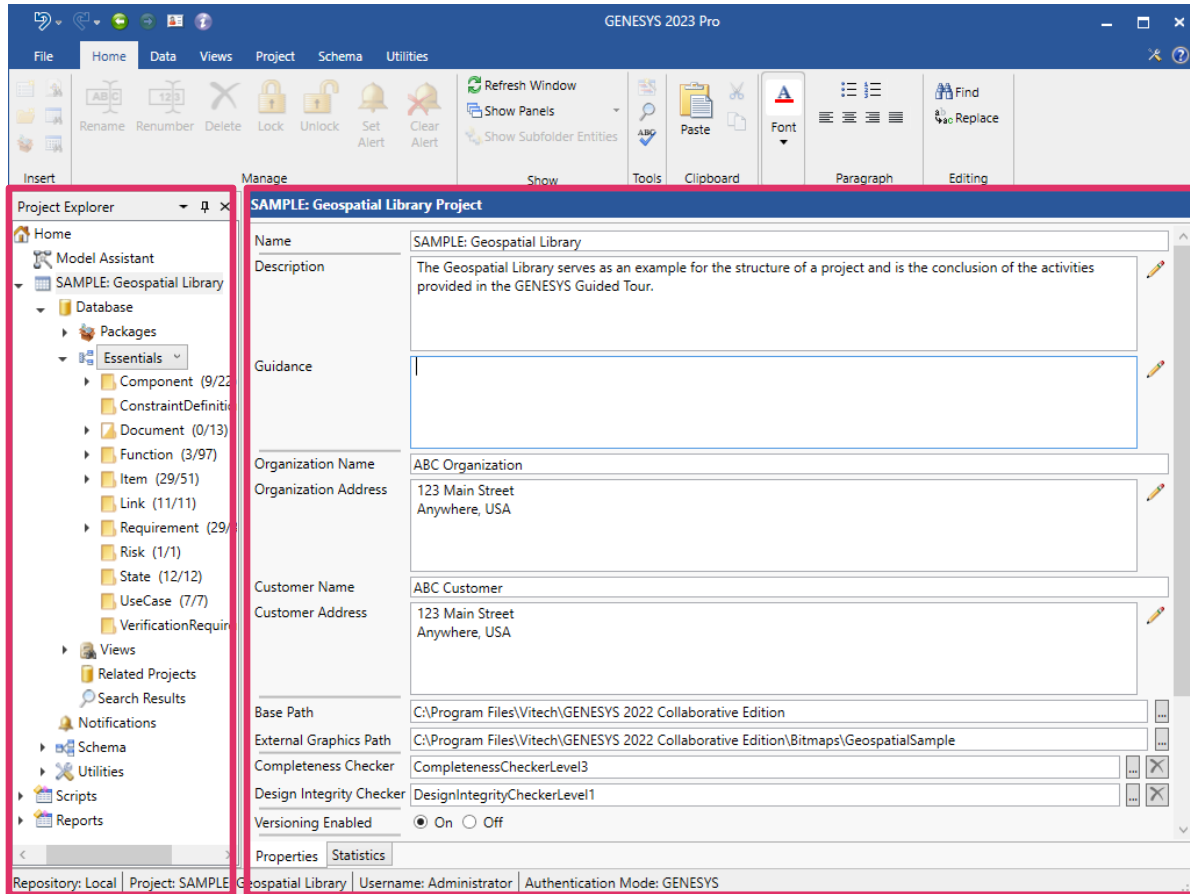 GENESYS 2023 Pro
File Home Data Views Project Schema Utilities
Rename Renumber Delete Lock Unlock Set Alert Clear Alert
Refresh Window
Show Panels
Show Subfolder Entities
ABC
Paste
Font
Find
Replace
Insert Manage Show Tools Clipboard Paragraph Editing
Project Explorer
Home
Model Assistant
SAMPLE: Geospatial Library
Database
Packages
Essentials
Component (9/22
ConstraintDefinitio
Document (0/13)
Function (3/97)
Item (29/51)
Link (11/11)
Requirement (29/
Risk (1/1)
State (12/12)
UseCase (7/7)
VerificationRequire
Views
Related Projects
Search Results
Notifications
Schema
Utilities
Scripts
Reports
SAMPLE: Geospatial Library Project
Name SAMPLE: Geospatial Library
Description The Geospatial Library serves as an example for the structure of a project and is the conclusion of the activities
provided in the GENESYS Guided Tour.
Guidance
Organization Name ABC Organization
Organization Address 123 Main Street
Anywhere, USA
Customer Name ABC Customer
Customer Address 123 Main Street
Anywhere, USA
Base Path C:\Program Files\Vitech\GENESYS 2022 Collaborative Edition ...
External Graphics Path C:\Program Files\Vitech\GENESYS 2022 Collaborative Edition\Bitmaps\GeospatialSample ...
Completeness Checker CompletenessCheckerLevel3 ...
Design Integrity Checker DesignIntegrityCheckerLevel1 ...
Versioning Enabled On Off
Properties Statistics
Repository: Local Project: SAMPLE: Geospatial Library Username: Administrator Authentication Mode: GENESYS